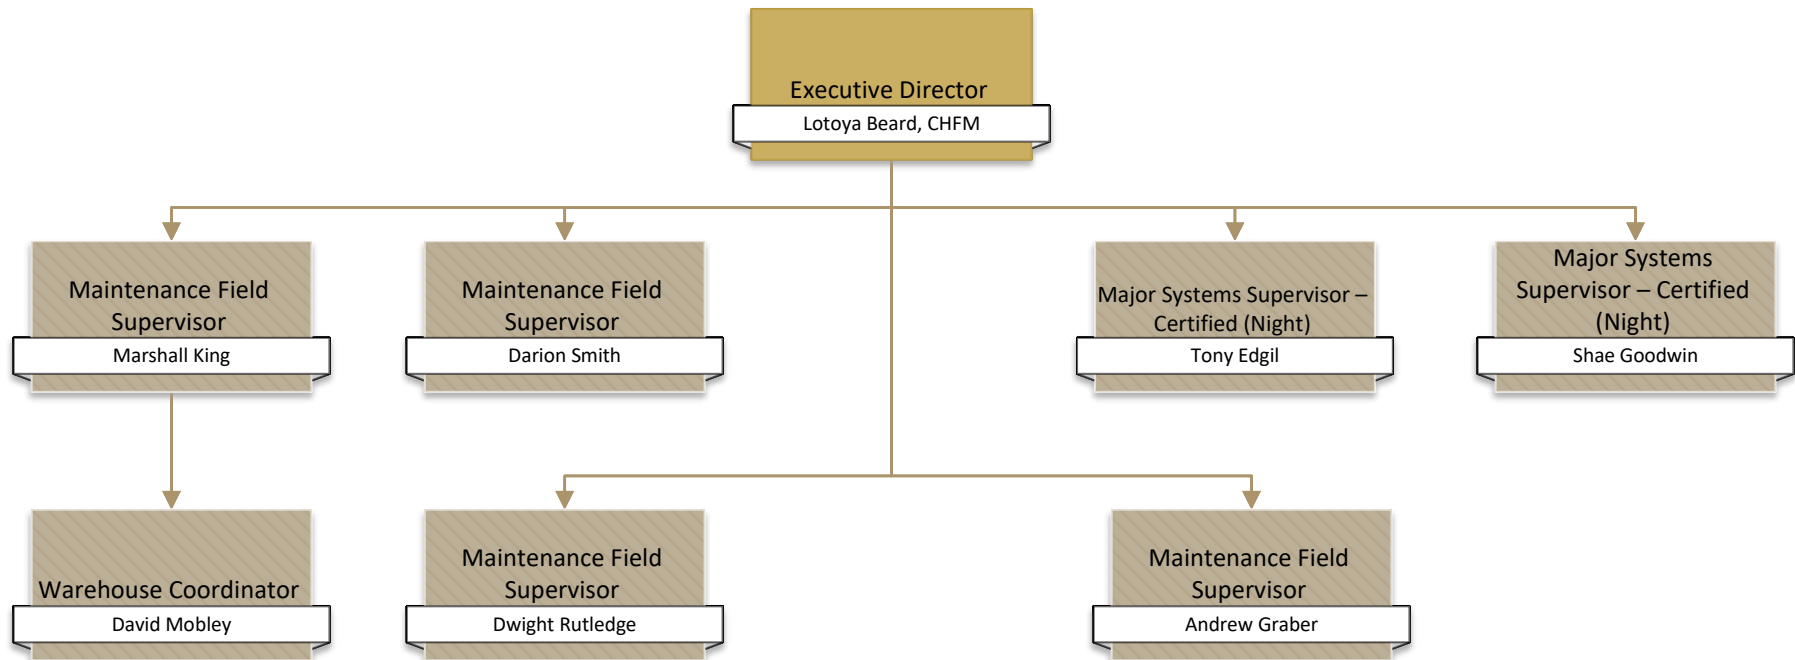 Executive Director
Lotoya Beard, CHFM
Maintenance Field
Supervisor
Marshall King
Maintenance Field
Supervisor
Darion Smith
Major Systems Supervisor –
Certified (Night)
Tony Edgil
Major Systems
Supervisor – Certified
(Night)
Shae Goodwin
Warehouse Coordinator
David Mobley
Maintenance Field
Supervisor
Dwight Rutledge
Maintenance Field
Supervisor
Andrew Graber